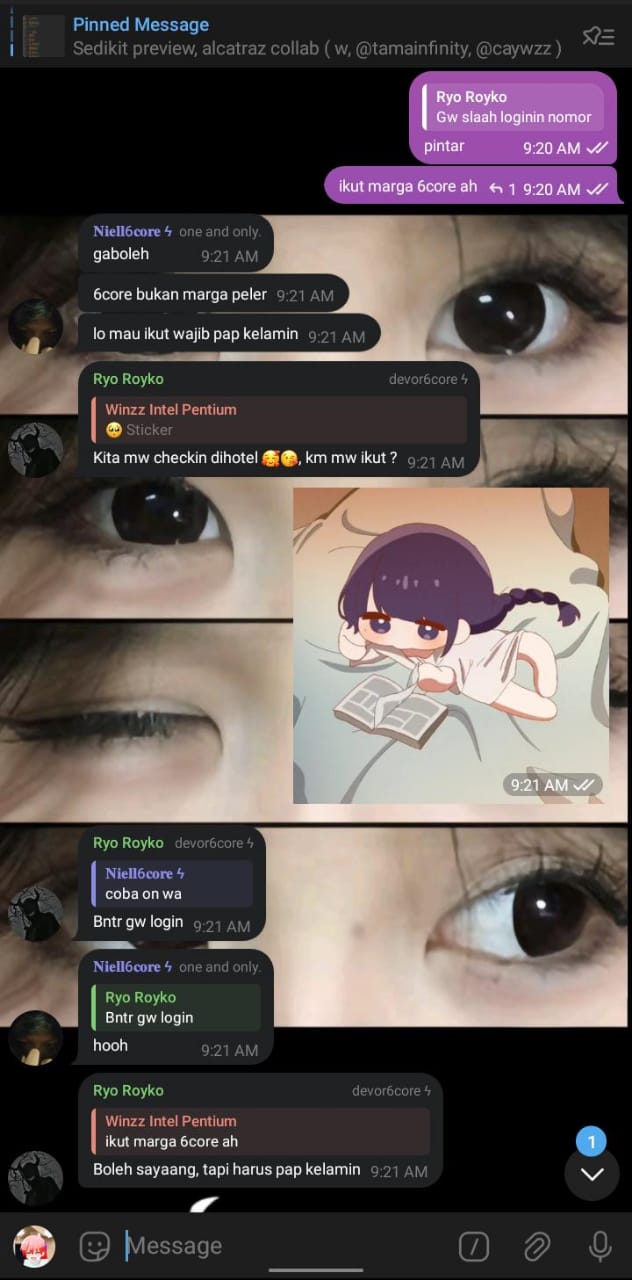 Pinned Message
Sedikit preview, alcatraz collab ( w, @tamainfinity, @caywzz )
Ryo Royko
Gw slaah loginin nomor
pintar 9:20 AM
ikut marga 6core ah 1 9:20 AM
Niell6core ϟ one and only.
gaboleh 9:21 AM
6core bukan marga peler 9:21 AM
lo mau ikut wajib pap kelamin 9:21 AM
Ryo Royko devor6core ϟ
Winzz Intel Pentium
🥺 Sticker
Kita mw checkin dihotel 🥰😘, km mw ikut ? 9:21 AM
9:21 AM
Ryo Royko devor6core ϟ
Niell6core ϟ
coba on wa
Bntr gw login 9:21 AM
Niell6core ϟ one and only.
Ryo Royko
Bntr gw login
hooh 9:21 AM
Ryo Royko devor6core ϟ
Winzz Intel Pentium
ikut marga 6core ah
Boleh sayaang, tapi harus pap kelamin 9:21 AM
1
Message